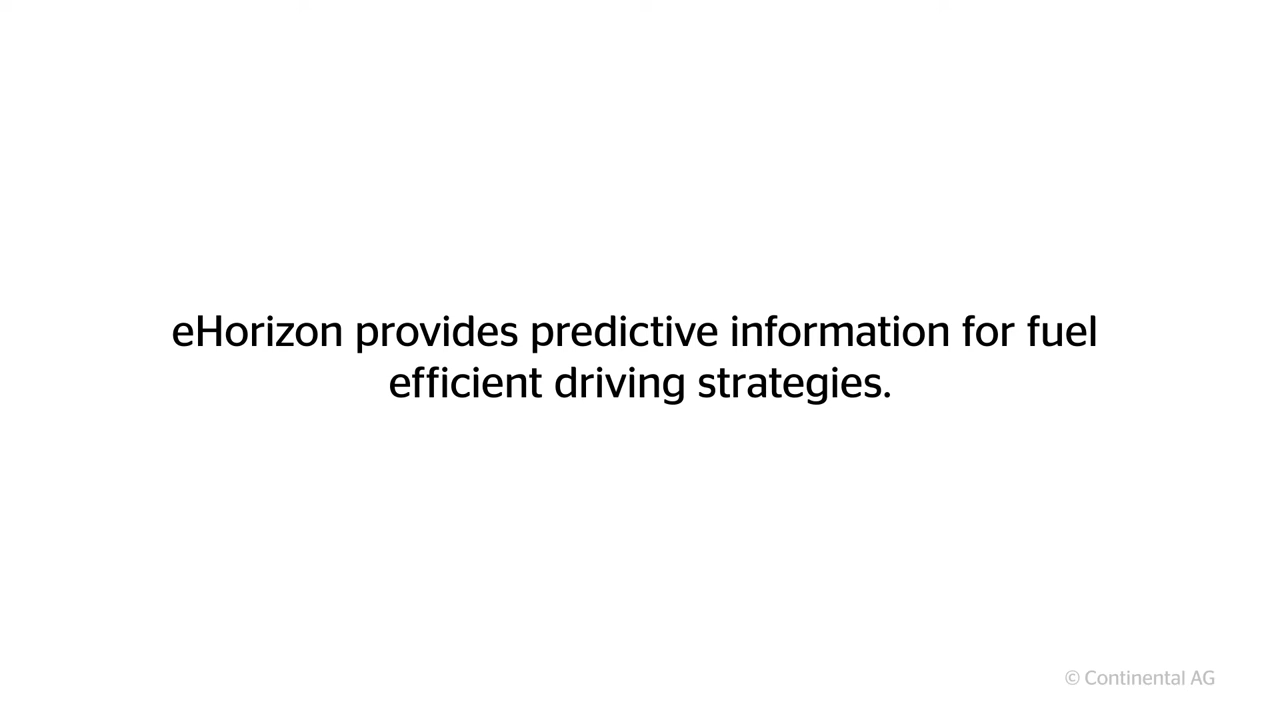 eHorizon provides predictive information for fuel
efficient driving strategies.
© Continental AG